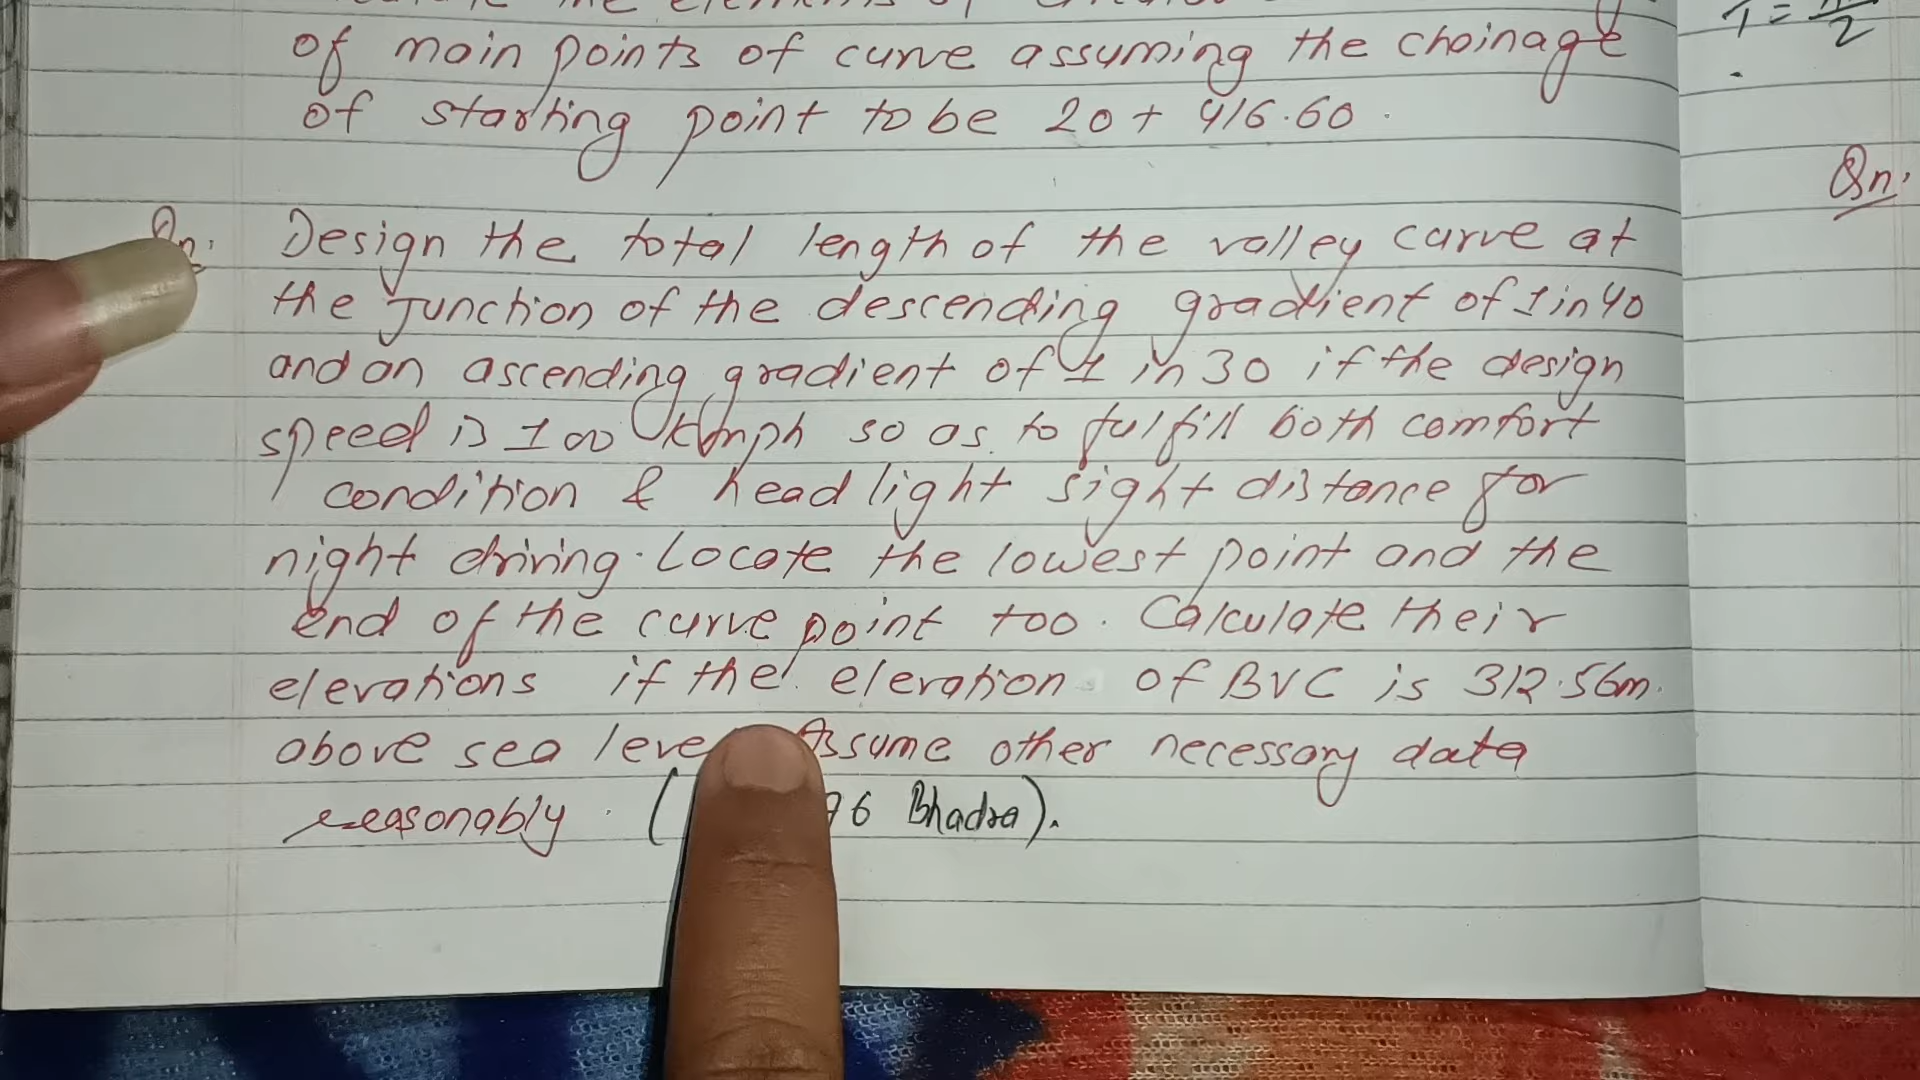 of main points of curve assuming the chainage
of starting point to be 20+ 416.60.
Qn:
Qn: Design the total length of the valley curve at
the junction of the descending gradient of 1 in 40
and an ascending gradient of 1 in 30 if the design
speed is 100 kmph so as to fulfill both comfort
condition & head light sight distance for
night driving. Locate the lowest point and the
end of the curve point too. Calculate their
elevations if the elevation of BVC is 312.56m.
above sea level. Assume other necessary data
reasonably. ( 76 Bhadra).